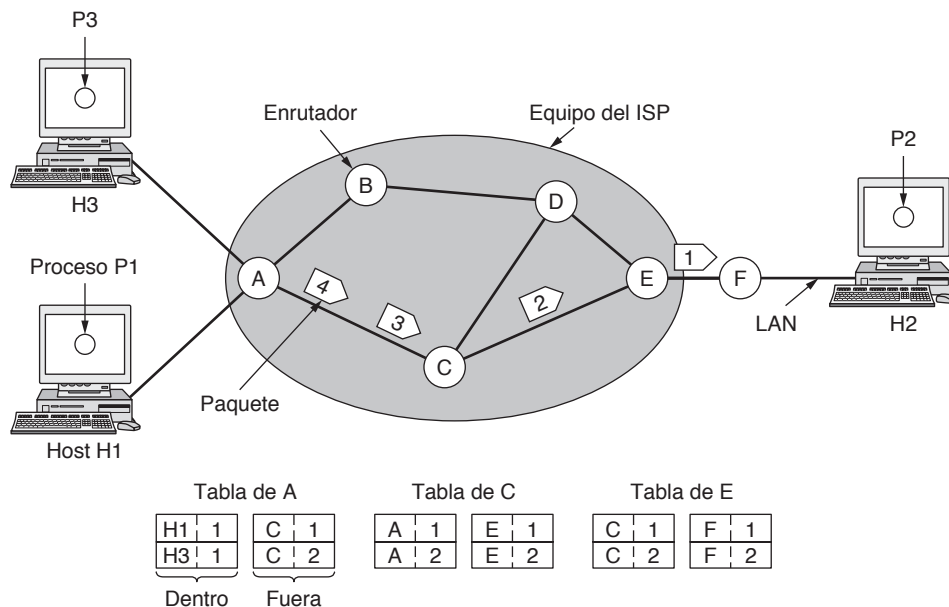 P3
Enrutador
Equipo del ISP
P2
B
D
H3
Proceso P1
A
4
3
2
1
E
F
C
LAN
H2
Paquete
Host H1
Tabla de A
Tabla de C
Tabla de E
H1 1 C 1 A 1 E 1 C 1 F 1
H3 1 C 2 A 2 E 2 C 2 F 2
Dentro Fuera